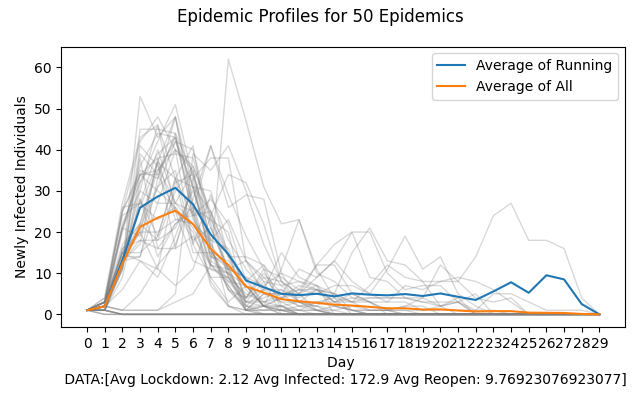 Epidemic Profiles for 50 Epidemics
Average of Running
Average of All
60
50
40
30
20
10
0
Newly Infected Individuals
0 1 2 3 4 5 6 7 8 9 10 11 12 13 14 15 16 17 18 19 20 21 22 23 24 25 26 27 28 29
Day
DATA:[Avg Lockdown: 2.12 Avg Infected: 172.9 Avg Reopen: 9.76923076923077]